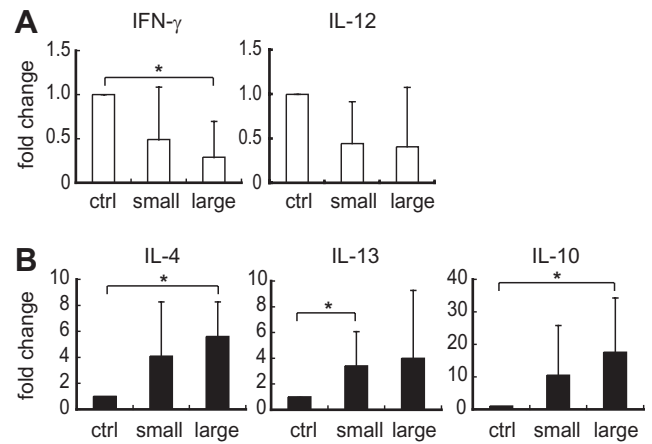 A
IFN-γ
IL-12
fold change
1.5
1.0
0.5
0
*
ctrl small large
1.5
1.0
0.5
0
ctrl small large
B
IL-4
IL-13
IL-10
fold change
10
8
6
4
2
0
*
ctrl small large
10
8
6
4
2
0
*
ctrl small large
40
30
20
10
0
*
ctrl small large